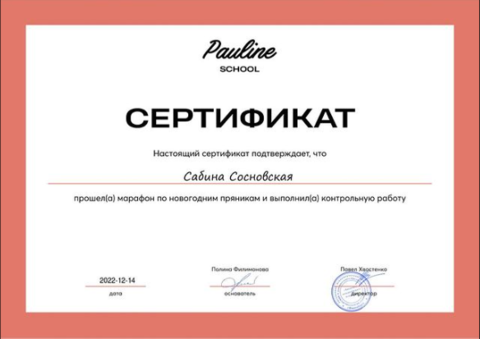 Pauline
SCHOOL
СЕРТИФИКАТ
Настоящий сертификат подтверждает, что
Сабина Сосновская
прошел(а) марафон по новогодним пряникам и выполнил(а) контрольную работу
Полина Филимонова
Павел Хвостенко
2022-12-14
дата
основатель
директор